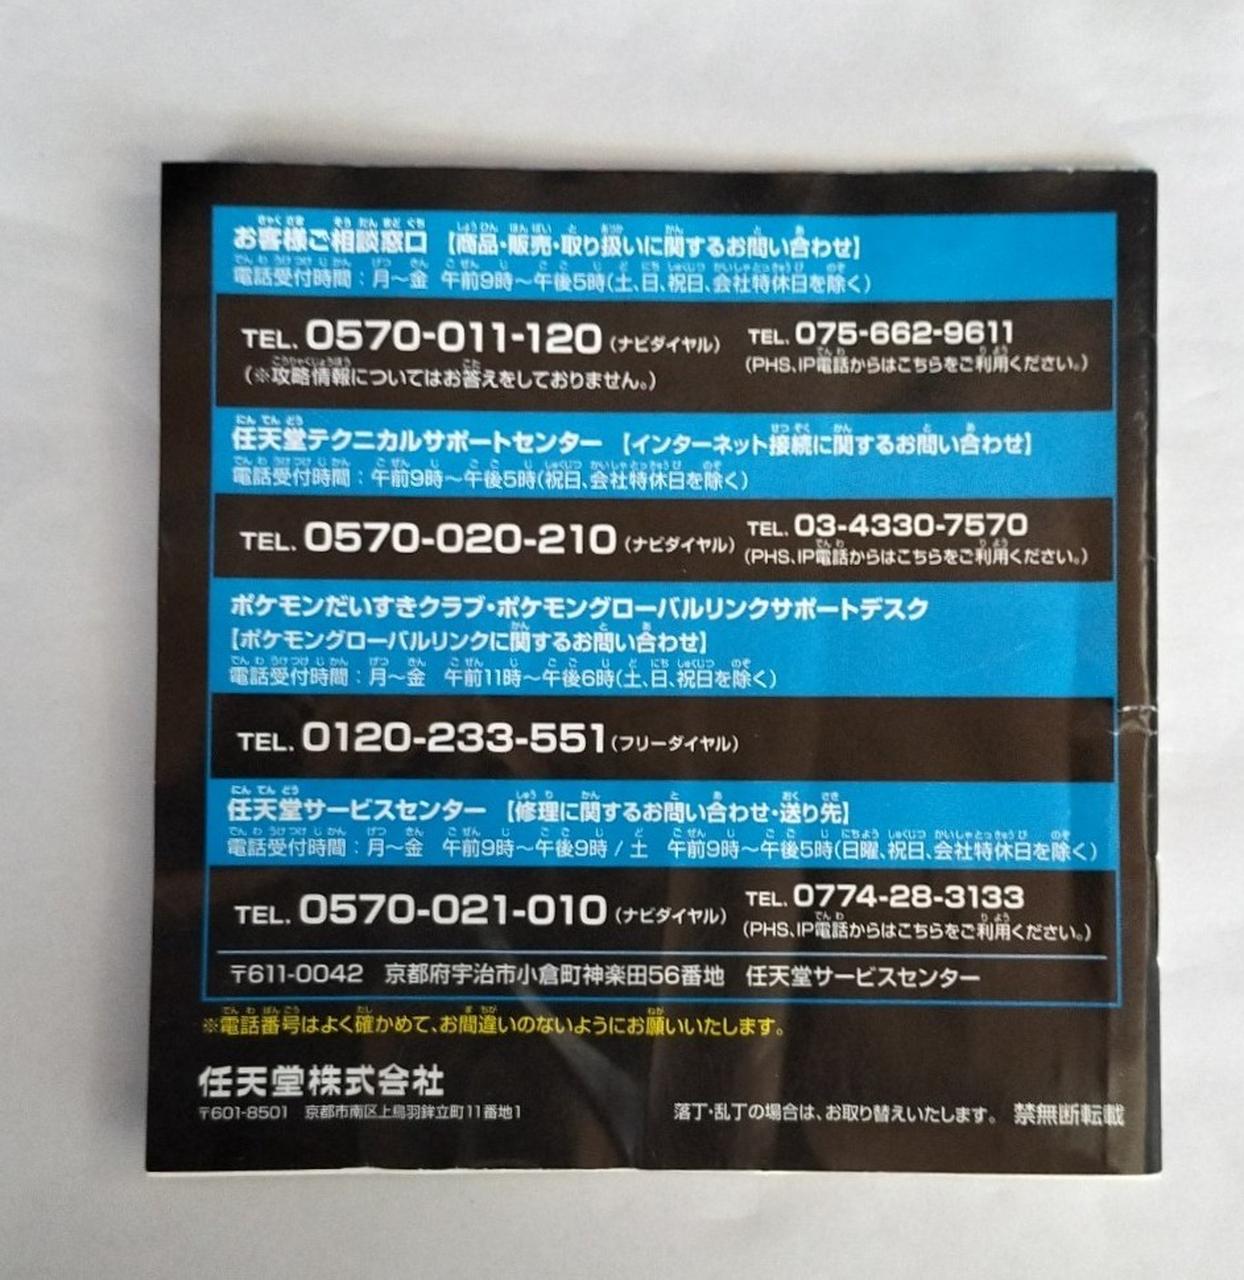 お客様ご相談窓口 【商品・販売・取り扱いに関するお問い合わせ】
電話受付時間：月～金 午前9時～午後5時(土、日、祝日、会社特休日を除く)
TEL. 0570-011-120 (ナビダイヤル) TEL. 075-662-9611
(※攻略情報についてはお答えをしておりません。) (PHS、IP電話からはこちらをご利用ください。)
任天堂テクニカルサポートセンター 【インターネット接続に関するお問い合わせ】
電話受付時間：午前9時～午後5時(祝日、会社特休日を除く)
TEL. 0570-020-210 (ナビダイヤル) TEL. 03-4330-7570
(PHS、IP電話からはこちらをご利用ください。)
ポケモンだいすきクラブ・ポケモングローバルリンクサポートデスク
【ポケモングローバルリンクに関するお問い合わせ】
電話受付時間：月～金 午前11時～午後6時(土、日、祝日を除く)
TEL. 0120-233-551 (フリーダイヤル)
任天堂サービスセンター 【修理に関するお問い合わせ・送り先】
電話受付時間：月～金 午前9時～午後9時 / 土 午前9時～午後5時(日曜、祝日、会社特休日を除く)
TEL. 0570-021-010 (ナビダイヤル) TEL. 0774-28-3133
(PHS、IP電話からはこちらをご利用ください。)
〒611-0042 京都府宇治市小倉町神楽田56番地 任天堂サービスセンター
※電話番号はよく確かめて、お間違いのないようにお願いいたします。
任天堂株式会社
〒601-8501 京都市南区上鳥羽鉾立町11番地1 落丁・乱丁の場合は、お取り替えいたします。 禁無断転載